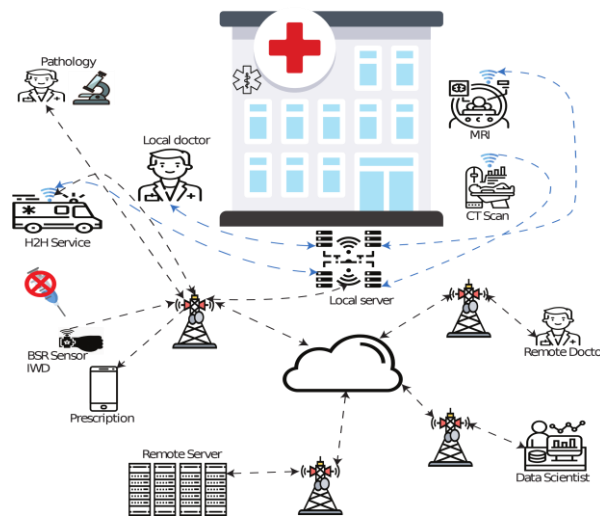 Pathology
Local doctor
MRI
CT Scan
H2H Service
Local server
BSR Sensor
IWD
Remote Docto
Prescription
Remote Server
Data Scientist